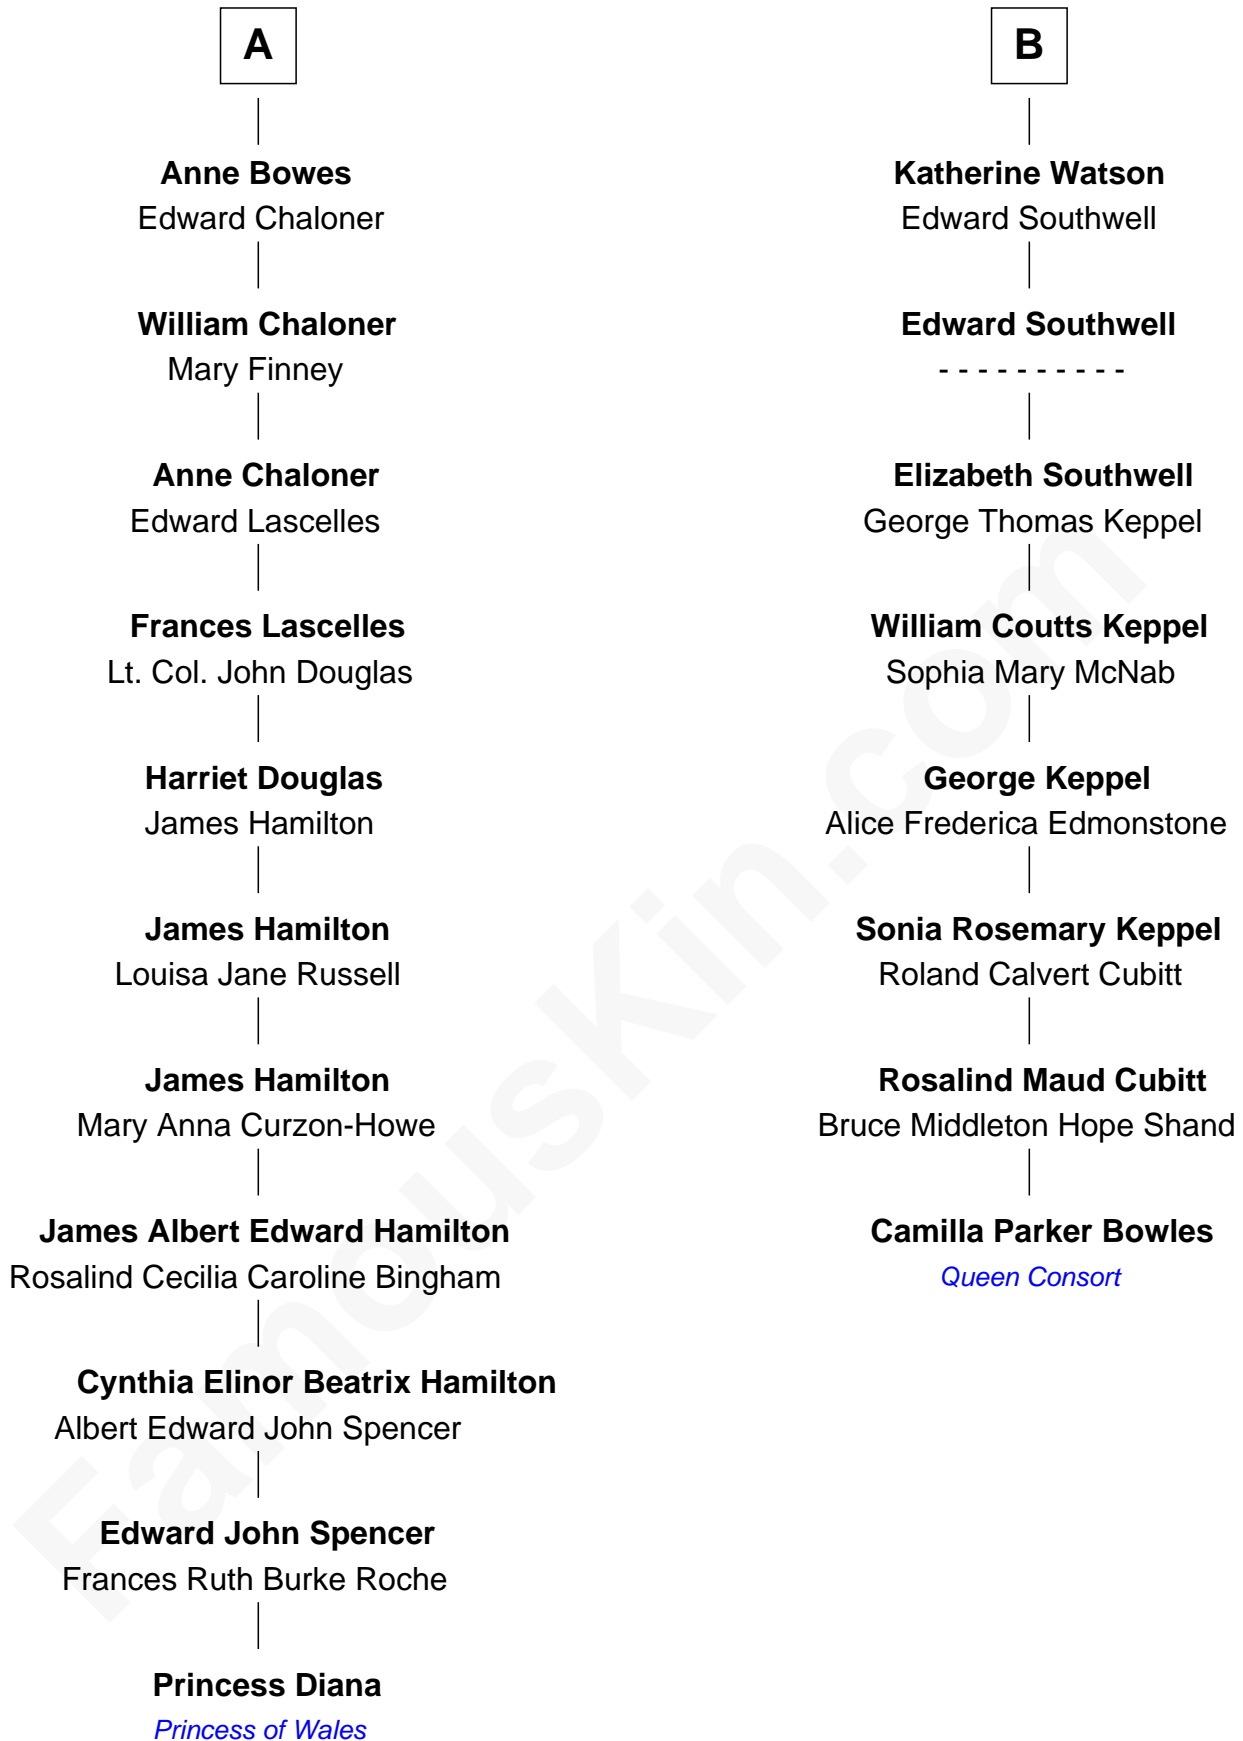 A
Anne Bowes
Edward Chaloner
William Chaloner
Mary Finney
Anne Chaloner
Edward Lascelles
Frances Lascelles
Lt. Col. John Douglas
Harriet Douglas
James Hamilton
James Hamilton
Louisa Jane Russell
James Hamilton
Mary Anna Curzon-Howe
James Albert Edward Hamilton
Rosalind Cecilia Caroline Bingham
Cynthia Elinor Beatrix Hamilton
Albert Edward John Spencer
Edward John Spencer
Frances Ruth Burke Roche
Princess Diana
Princess of Wales
B
Katherine Watson
Edward Southwell
Edward Southwell
- - - - - - - - - -
Elizabeth Southwell
George Thomas Keppel
William Coutts Keppel
Sophia Mary McNab
George Keppel
Alice Frederica Edmonstone
Sonia Rosemary Keppel
Roland Calvert Cubitt
Rosalind Maud Cubitt
Bruce Middleton Hope Shand
Camilla Parker Bowles
Queen Consort
FamousKin.com